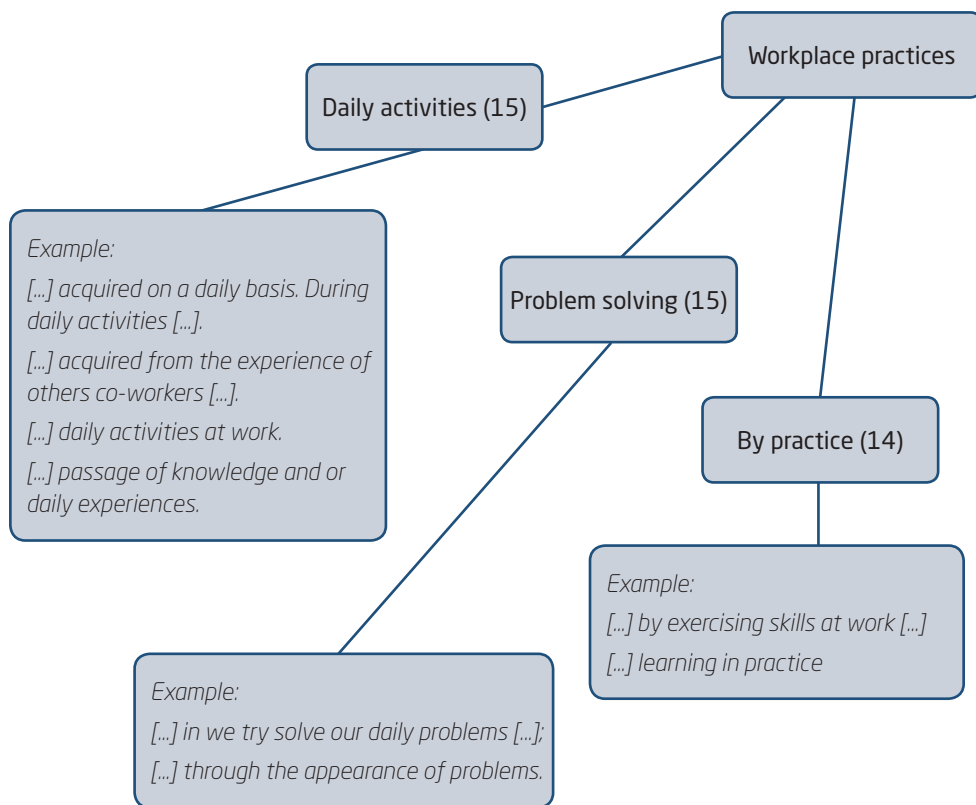 Workplace practices
Daily activities (15)
Example:
[...] acquired on a daily basis. During
daily activities [...].
[...] acquired from the experience of
others co-workers [...].
[...] daily activities at work.
[...] passage of knowledge and or
daily experiences.
Problem solving (15)
Example:
[...] in we try solve our daily problems [...];
[...] through the appearance of problems.
By practice (14)
Example:
[...] by exercising skills at work [...]
[...] learning in practice